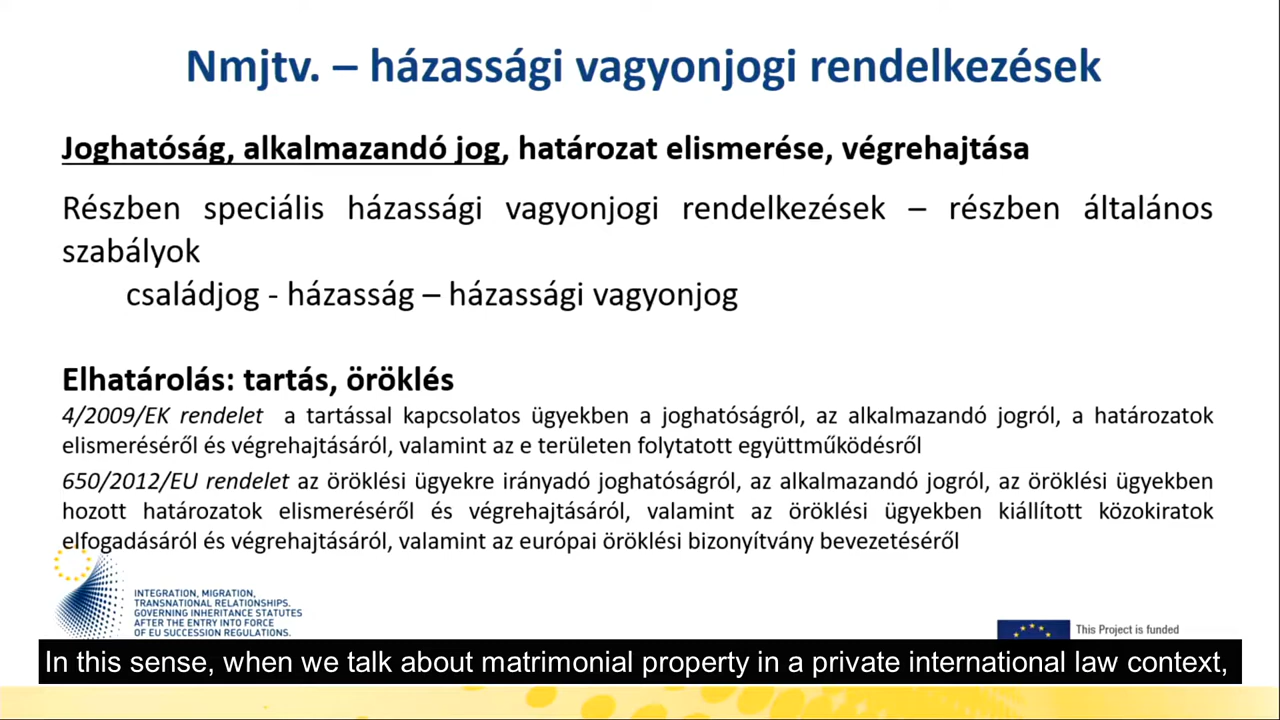 Nmjtv. – házassági vagyonjogi rendelkezések
Joghatóság, alkalmazandó jog, határozat elismerése, végrehajtása
Részben speciális házassági vagyonjogi rendelkezések – részben általános
szabályok
családjog - házasság – házassági vagyonjog
Elhatárolás: tartás, öröklés
4/2009/EK rendelet a tartással kapcsolatos ügyekben a joghatóságról, az alkalmazandó jogról, a határozatok
elismeréséről és végrehajtásáról, valamint az e területen folytatott együttműködésről
650/2012/EU rendelet az öröklési ügyekre irányadó joghatóságról, az alkalmazandó jogról, az öröklési ügyekben
hozott határozatok elismeréséről és végrehajtásáról, valamint az öröklési ügyekben kiállított közokiratok
elfogadásáról és végrehajtásáról, valamint az európai öröklési bizonyítvány bevezetéséről
INTEGRATION, MIGRATION,
TRANSNATIONAL RELATIONSHIPS.
GOVERNING INHERITANCE STATUTES
AFTER THE ENTRY INTO FORCE
OF EU SUCCESSION REGULATIONS.
This Project is funded
In this sense, when we talk about matrimonial property in a private international law context,